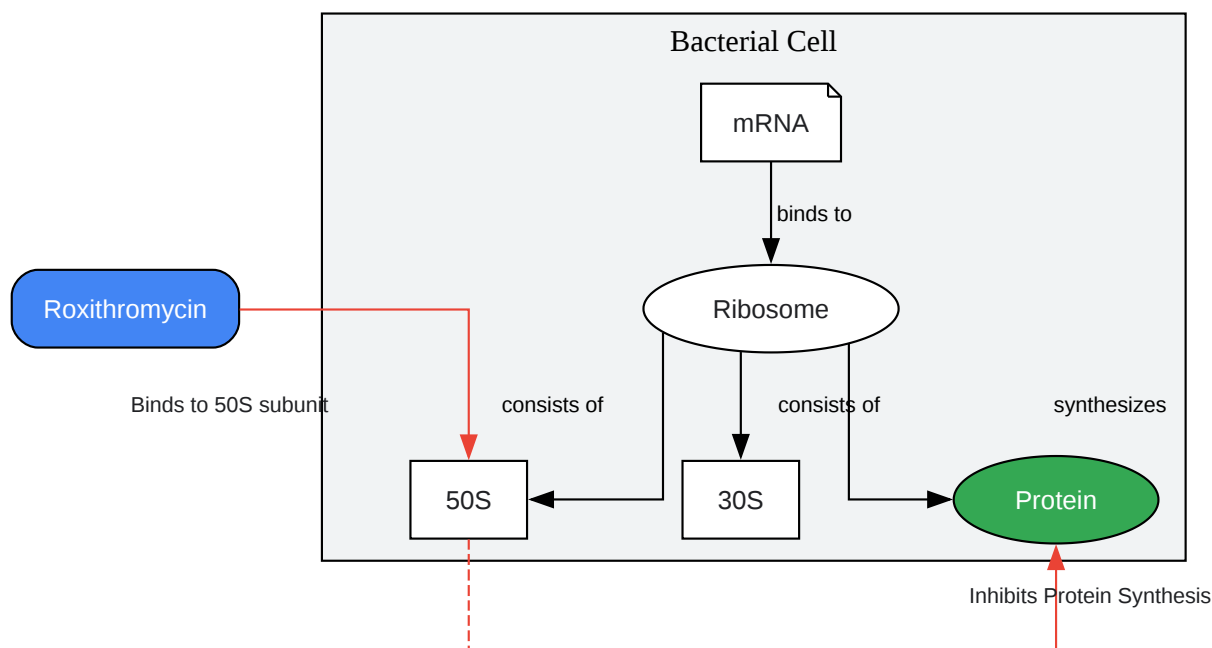 Bacterial Cell
mRNA
binds to
Roxithromycin
Ribosome
Binds to 50S subunit
consists of
consists of
synthesizes
50S
30S
Protein
Inhibits Protein Synthesis